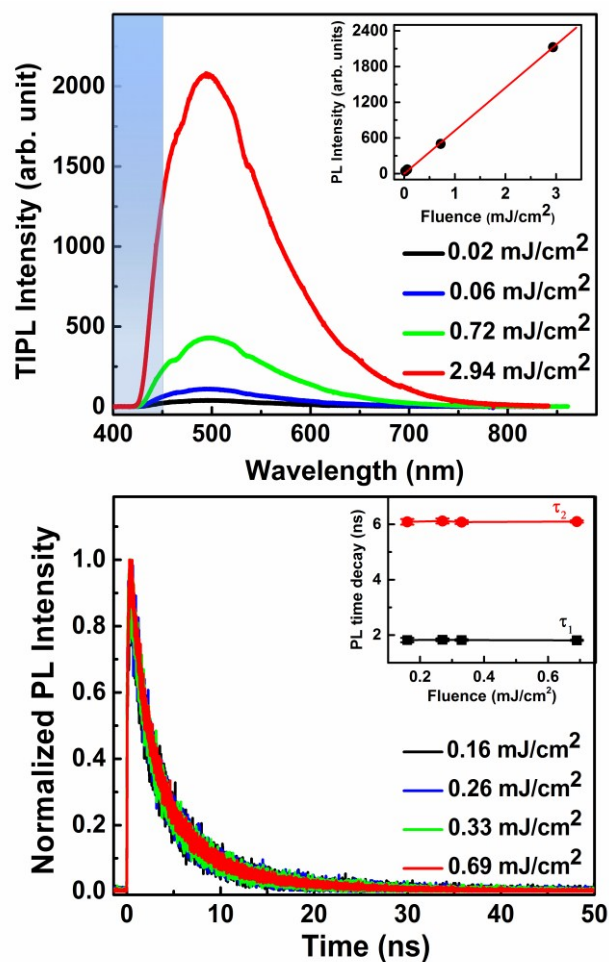 TIPL Intensity (arb. unit)
2000
1500
1000
500
0
400
500
600
700
800
900
Wavelength (nm)
PL Intensity (arb. units)
2400
1800
1200
600
0
0
1
2
3
Fluence (mJ/cm²)
0.02 mJ/cm²
0.06 mJ/cm²
0.72 mJ/cm²
2.94 mJ/cm²
Normalized PL Intensity
1.0
0.8
0.6
0.4
0.2
0.0
0
10
20
30
40
50
Time (ns)
PL time decay (ns)
6
4
2
τ2
τ1
0.2
0.4
0.6
0.8
Fluence (mJ/cm²)
0.16 mJ/cm²
0.26 mJ/cm²
0.33 mJ/cm²
0.69 mJ/cm²